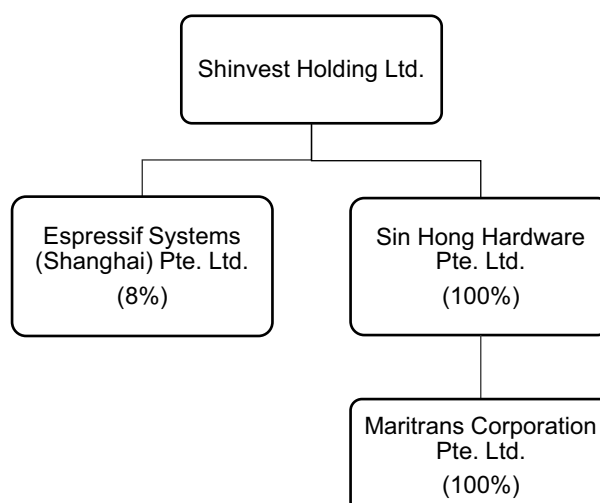 Shinvest Holding Ltd.
Espressif Systems
(Shanghai) Pte. Ltd.
(8%)
Sin Hong Hardware
Pte. Ltd.
(100%)
Maritrans Corporation
Pte. Ltd.
(100%)